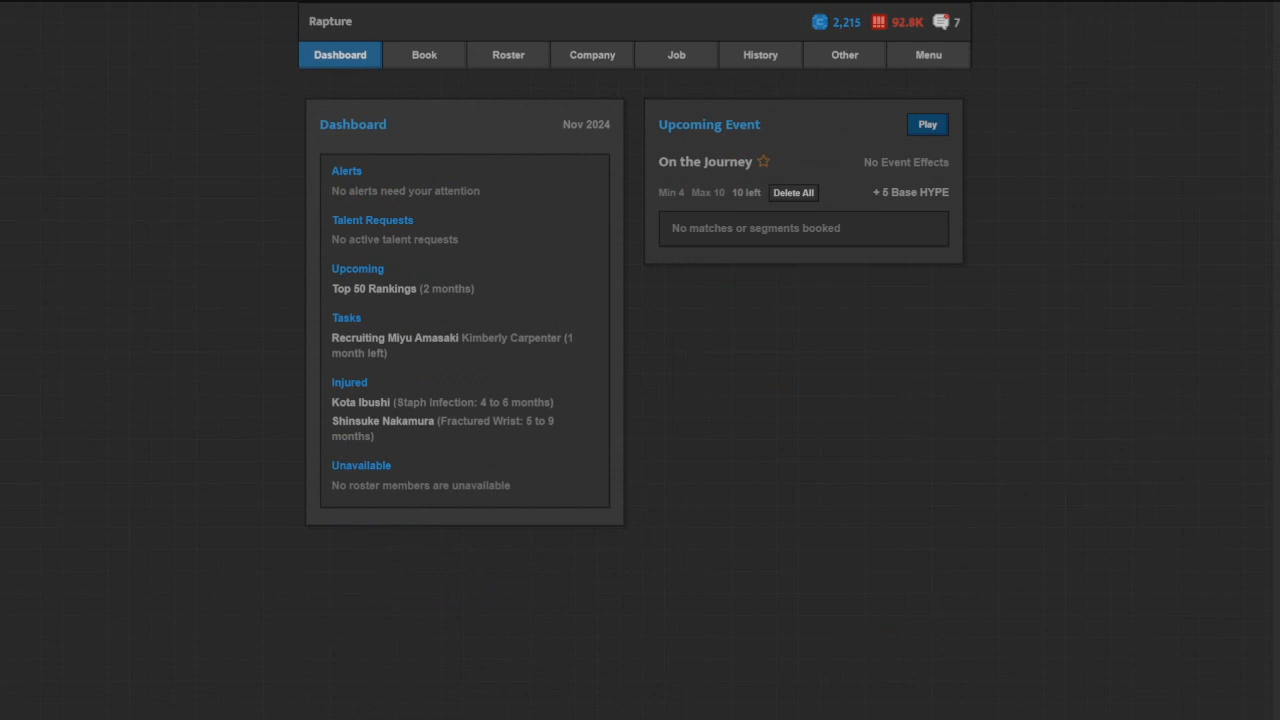 Rapture
2,215
92.8K
7
Dashboard
Book
Roster
Company
Job
History
Other
Menu
Dashboard
Nov 2024
Alerts
No alerts need your attention
Talent Requests
No active talent requests
Upcoming
Top 50 Rankings (2 months)
Tasks
Recruiting Miyu Amasaki Kimberly Carpenter (1
month left)
Injured
Kota Ibushi (Staph Infection: 4 to 6 months)
Shinsuke Nakamura (Fractured Wrist: 5 to 9
months)
Unavailable
No roster members are unavailable
Upcoming Event
Play
On the Journey
No Event Effects
Min 4 Max 10 10 left Delete All
+ 5 Base HYPE
No matches or segments booked